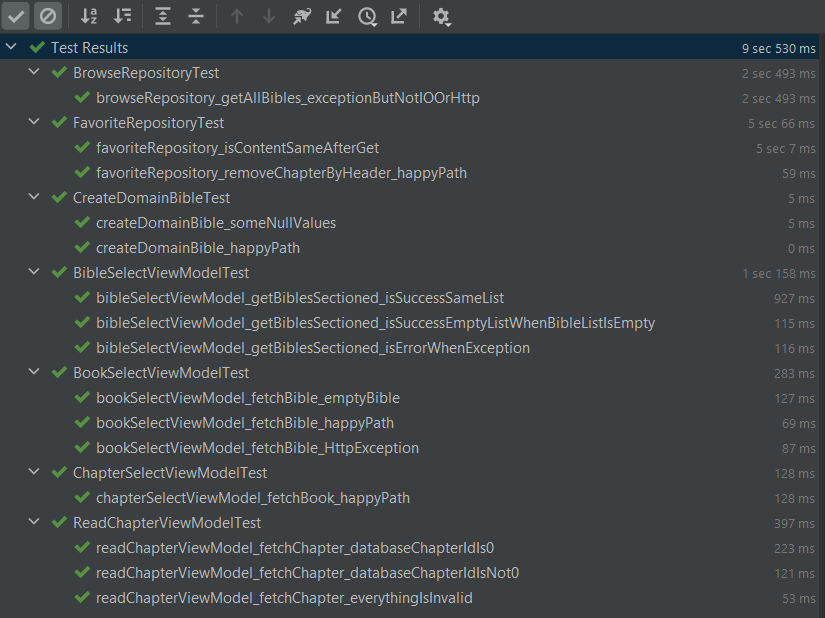 Test Results 9 sec 530 ms
BrowseRepositoryTest 2 sec 493 ms
browseRepository_getAllBibles_exceptionButNotIOOrHttp 2 sec 493 ms
FavoriteRepositoryTest 5 sec 66 ms
favoriteRepository_isContentSameAfterGet 5 sec 7 ms
favoriteRepository_removeChapterByHeader_happyPath 59 ms
CreateDomainBibleTest 5 ms
createDomainBible_someNullValues 5 ms
createDomainBible_happyPath 0 ms
BibleSelectViewModelTest 1 sec 158 ms
bibleSelectViewModel_getBiblesSectioned_isSuccessSameList 927 ms
bibleSelectViewModel_getBiblesSectioned_isSuccessEmptyListWhenBibleListIsEmpty 115 ms
bibleSelectViewModel_getBiblesSectioned_isErrorWhenException 116 ms
BookSelectViewModelTest 283 ms
bookSelectViewModel_fetchBible_emptyBible 127 ms
bookSelectViewModel_fetchBible_happyPath 69 ms
bookSelectViewModel_fetchBible_HttpException 87 ms
ChapterSelectViewModelTest 128 ms
chapterSelectViewModel_fetchBook_happyPath 128 ms
ReadChapterViewModelTest 397 ms
readChapterViewModel_fetchChapter_databaseChapterIdIs0 223 ms
readChapterViewModel_fetchChapter_databaseChapterIdIsNot0 121 ms
readChapterViewModel_fetchChapter_everythingIsInvalid 53 ms